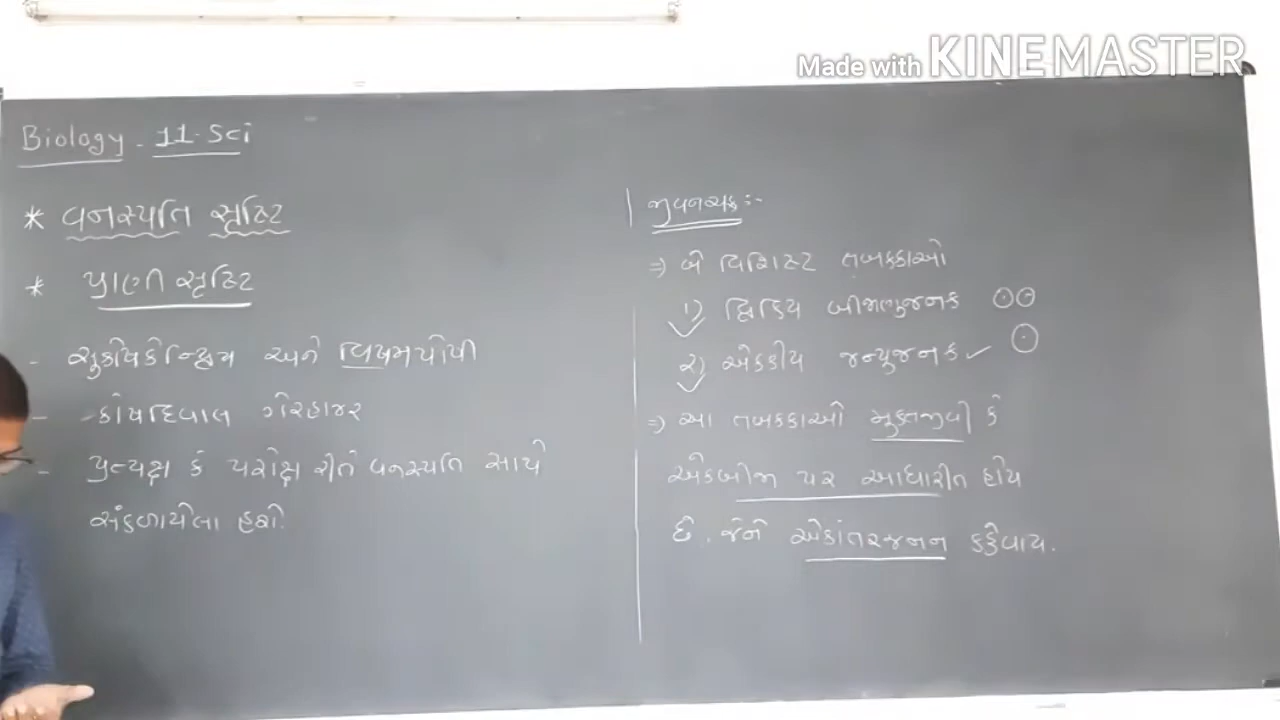 Made with KINEMASTER
Biology - 11-Sci
* વનસ્પતિ સૃષ્ટિ
* પ્રાણી સૃષ્ટિ
- સુકોષકેન્દ્રિય અને વિષમપોષી
- કોષદિવાલ ગેરહાજર
- પ્રત્યક્ષ કે પરોક્ષ રીતે વનસ્પતિ સાથે
સંકળાયેલા હશે.
જીવનચક્ર :-
⇒ બે વિશિષ્ટ તબક્કાઓ
1) દ્વિકિય બીજાણુજનક
૨) એકકીય જન્યુજનક
⇒ આ તબક્કાઓ મુક્તજીવી કે
એકબીજા પર આધારીત હોય
છે. જેને એકાંતરજનન કહેવાય.